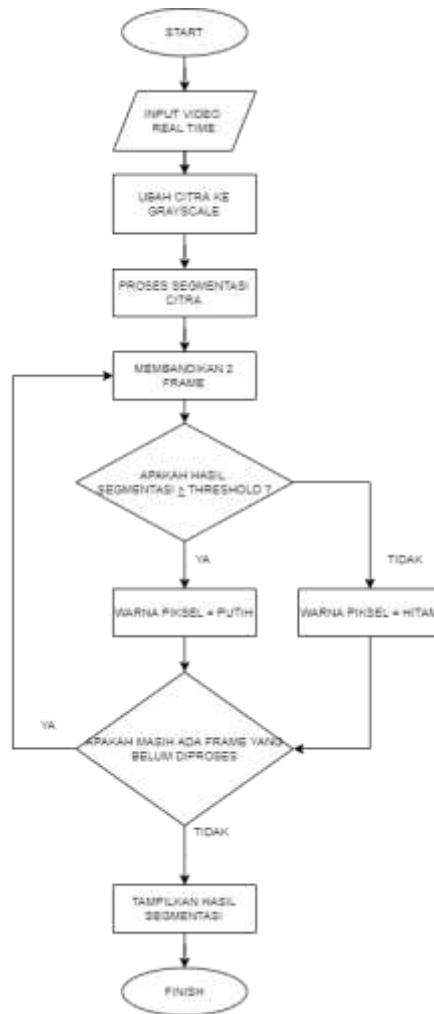 START
INPUT VIDEO
REAL TIME
UBAH CITRA KE
GRAYSCALE
PROSES SEGMENTASI
CITRA
MEMBANDIKAN 2
FRAME
APAKAH HASIL
SEGMENTASI ≥ THRESHOLD ?
YA
TIDAK
WARNA PIKSEL = PUTIH
WARNA PIKSEL = HITAM
YA
APAKAH MASIH ADA FRAME YANG
BELUM DIPROSES
TIDAK
TAMPILKAN HASIL
SEGMENTASI
FINISH